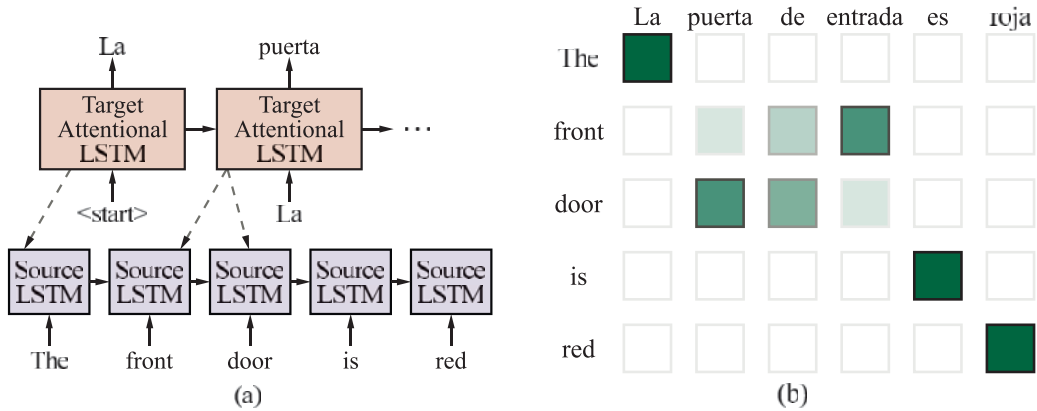 La puerta
Target Attentional LSTM
Target Attentional LSTM
...
<start>
La
Source LSTM
Source LSTM
Source LSTM
Source LSTM
Source LSTM
The front door is red
(a)
La puerta de entrada es roja
The
front
door
is
red
(b)